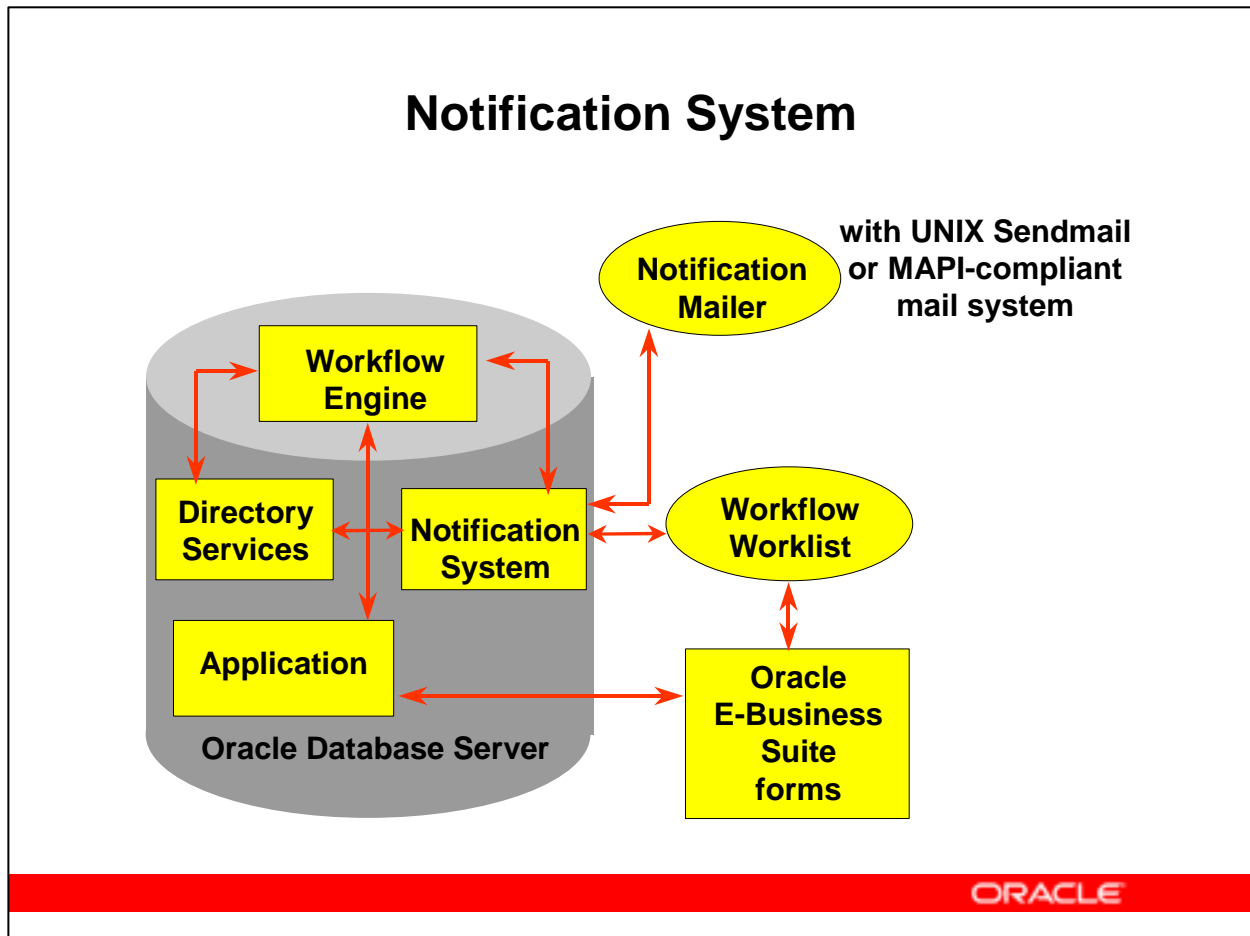 Notification System
with UNIX Sendmail
or MAPI-compliant
mail system
Notification
Mailer
Workflow
Engine
Directory
Services
Notification
System
Workflow
Worklist
Application
Oracle
E-Business
Suite
forms
Oracle Database Server
ORACLE